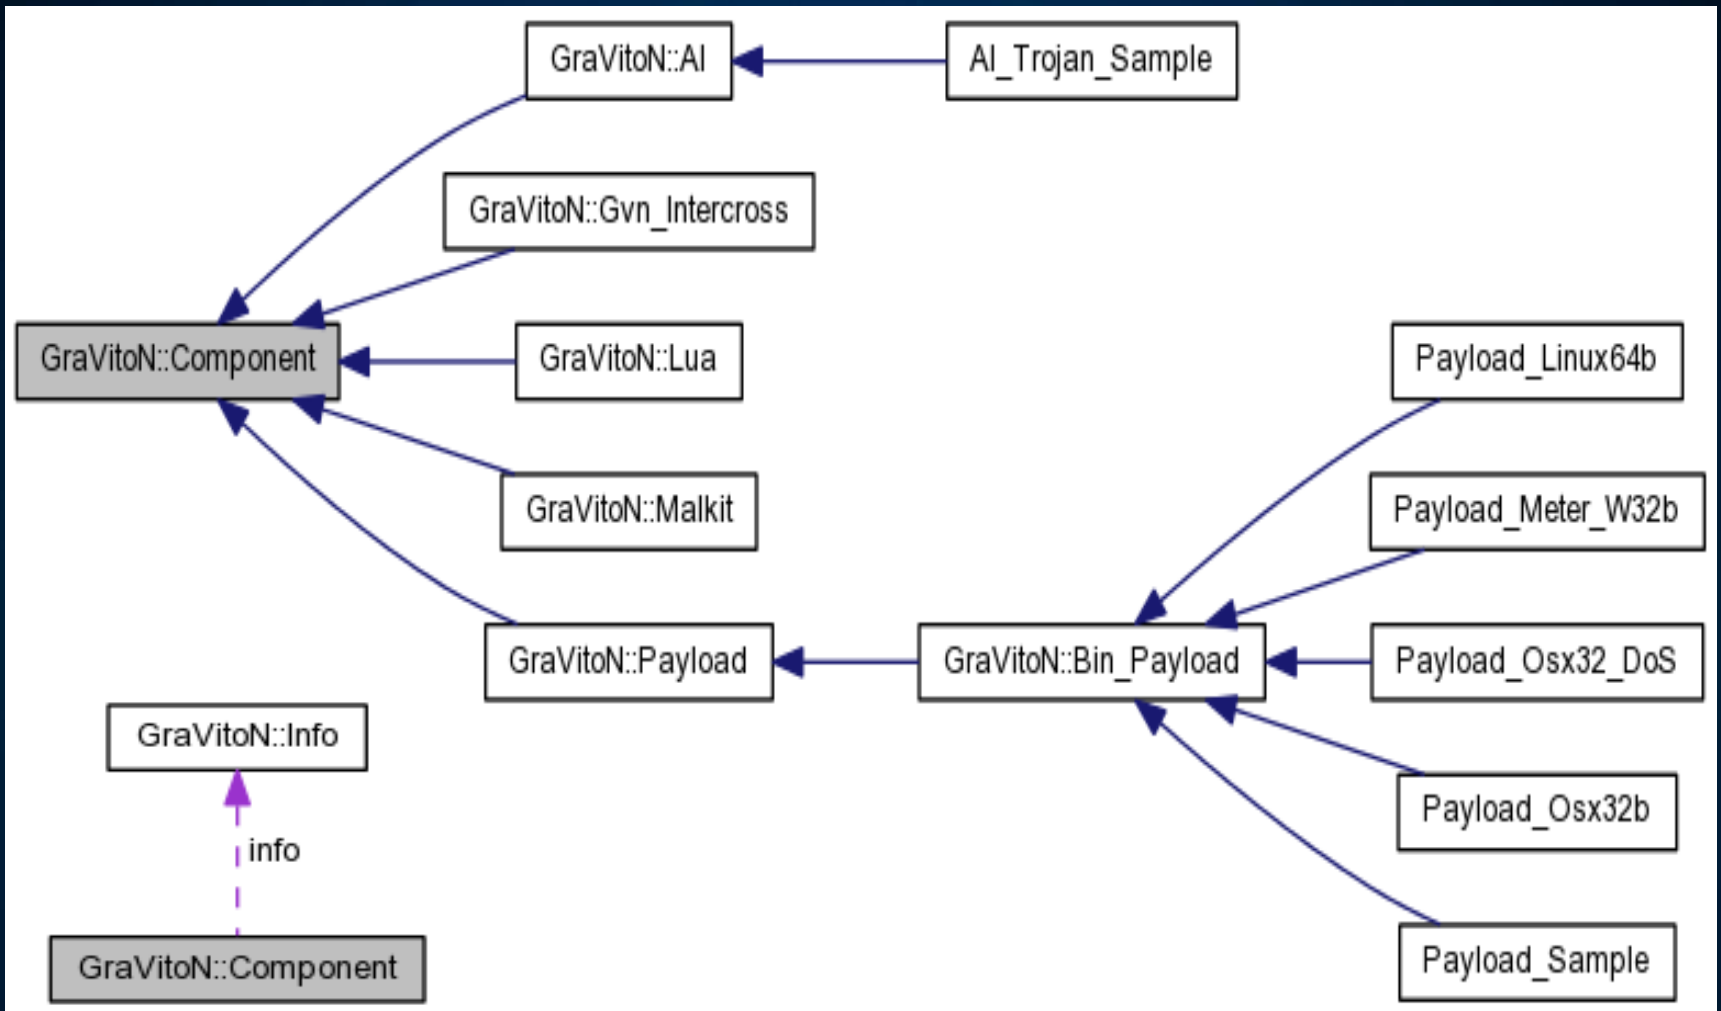 GraVitoN::AI
AI_Trojan_Sample
GraVitoN::Gvn_Intercross
GraVitoN::Component
GraVitoN::Lua
Payload_Linux64b
GraVitoN::Malkit
Payload_Meter_W32b
GraVitoN::Payload
GraVitoN::Bin_Payload
Payload_Osx32_DoS
GraVitoN::Info
Payload_Osx32b
info
GraVitoN::Component
Payload_Sample